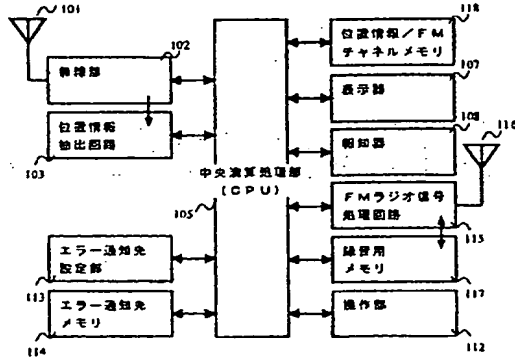 101
102
無線部
位置情報
抽出回路
103
中央演算処理部
(CPU)
105
エラー通知先
設定部
113
エラー通知先
メモリ
114
118
位置情報/FM
チャネルメモリ
107
表示器
108
報知器
116
FMラジオ信号
処理回路
115
録音用
メモリ
117
操作部
112